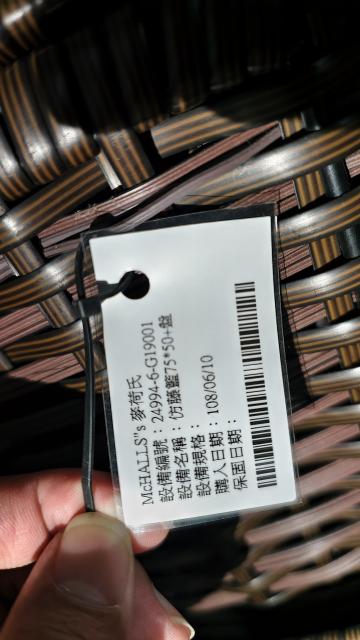 McHALLS"s 麥荷氏
設備編號：24994-6-G19001
設備名稱：仿藤籃75*50+盤
設備規格：
購入日期：108/06/10
保固日期：